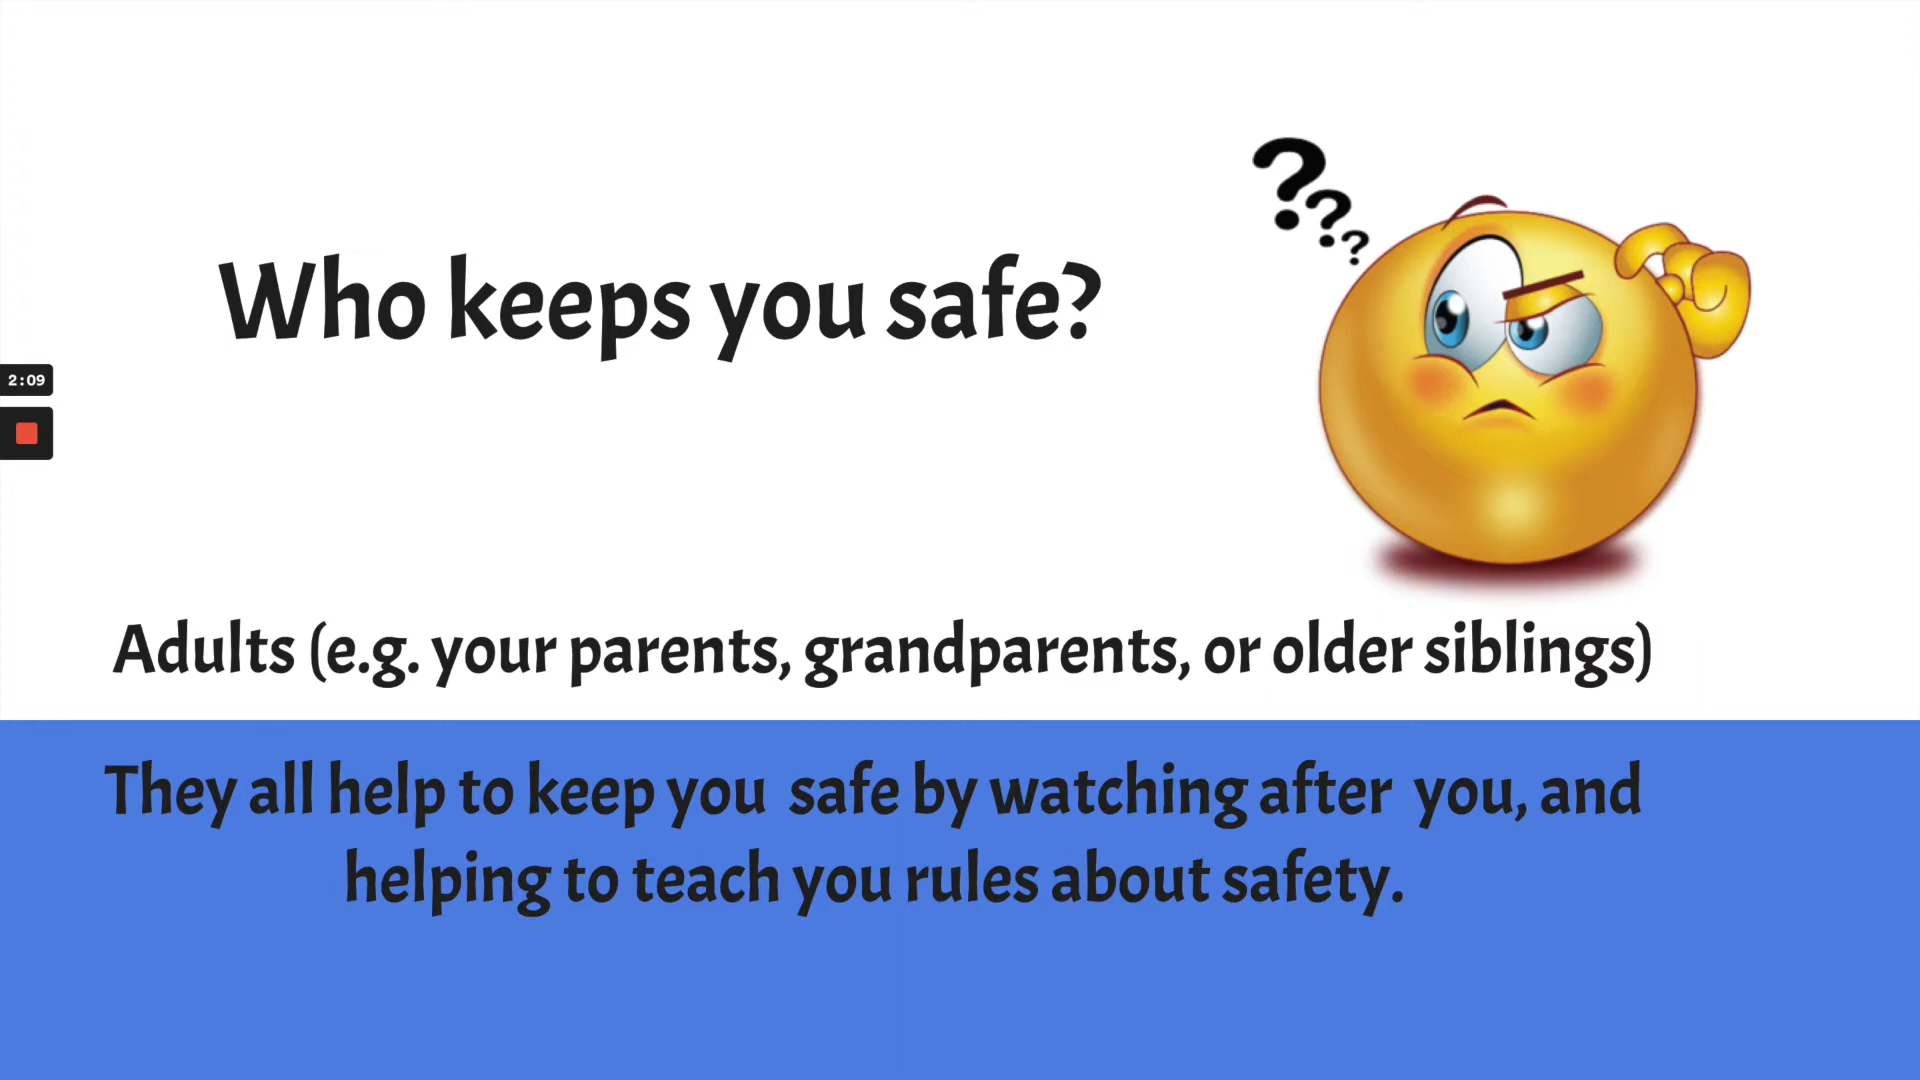 ???
Who keeps you safe?
2:09
Adults (e.g. your parents, grandparents, or older siblings)
They all help to keep you safe by watching after you, and
helping to teach you rules about safety.